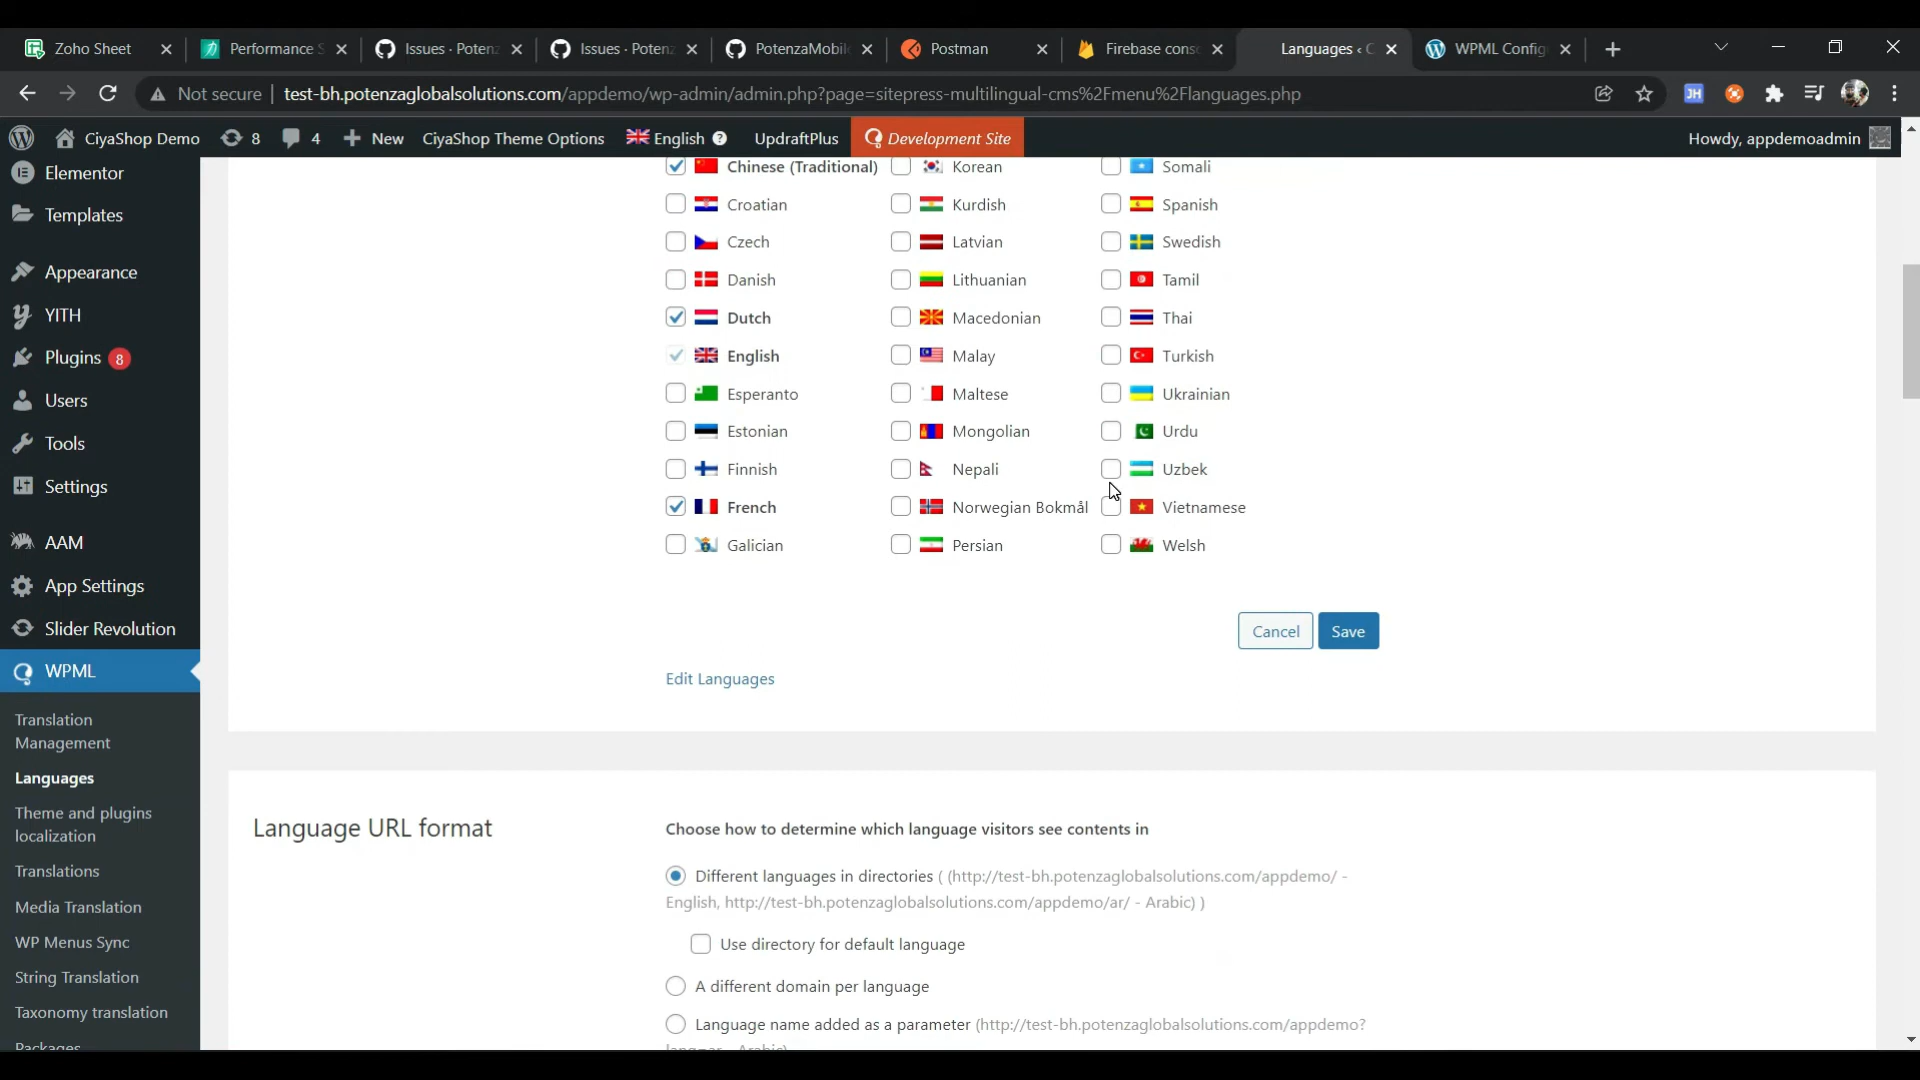 Zoho Sheet
Performance S
Issues · Potenz
Issues · Potenz
PotenzaMobil
Postman
Firebase cons
Languages ‹ C
WPML Config
Not secure
test-bh.potenzaglobalsolutions.com/appdemo/wp-admin/admin.php?page=sitepress-multilingual-cms%2Fmenu%2Flanguages.php
JH
CiyaShop Demo
8
4
New
CiyaShop Theme Options
English
UpdraftPlus
Development Site
Howdy, appdemoadmin
Elementor
Templates
Appearance
YITH
Plugins 8
Users
Tools
Settings
AAM
App Settings
Slider Revolution
WPML
Translation
Management
Languages
Theme and plugins
localization
Translations
Media Translation
WP Menus Sync
String Translation
Taxonomy translation
Packages
Chinese (Traditional)
Korean
Somali
Croatian
Kurdish
Spanish
Czech
Latvian
Swedish
Danish
Lithuanian
Tamil
Dutch
Macedonian
Thai
English
Malay
Turkish
Esperanto
Maltese
Ukrainian
Estonian
Mongolian
Urdu
Finnish
Nepali
Uzbek
French
Norwegian Bokmål
Vietnamese
Galician
Persian
Welsh
Cancel
Save
Edit Languages
Language URL format
Choose how to determine which language visitors see contents in
Different languages in directories ( (http://test-bh.potenzaglobalsolutions.com/appdemo/ -
English, http://test-bh.potenzaglobalsolutions.com/appdemo/ar/ - Arabic) )
Use directory for default language
A different domain per language
Language name added as a parameter (http://test-bh.potenzaglobalsolutions.com/appdemo?
lang=ar - Arabic)